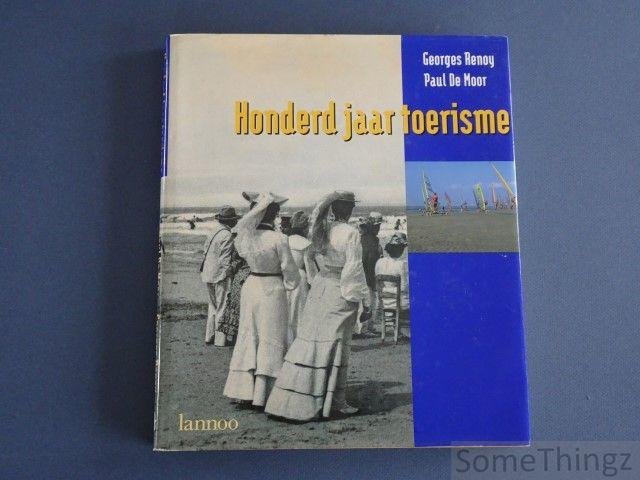 Georges Renoy
Paul De Moor
Honderd jaar toerisme
lannoo
SomeThingz